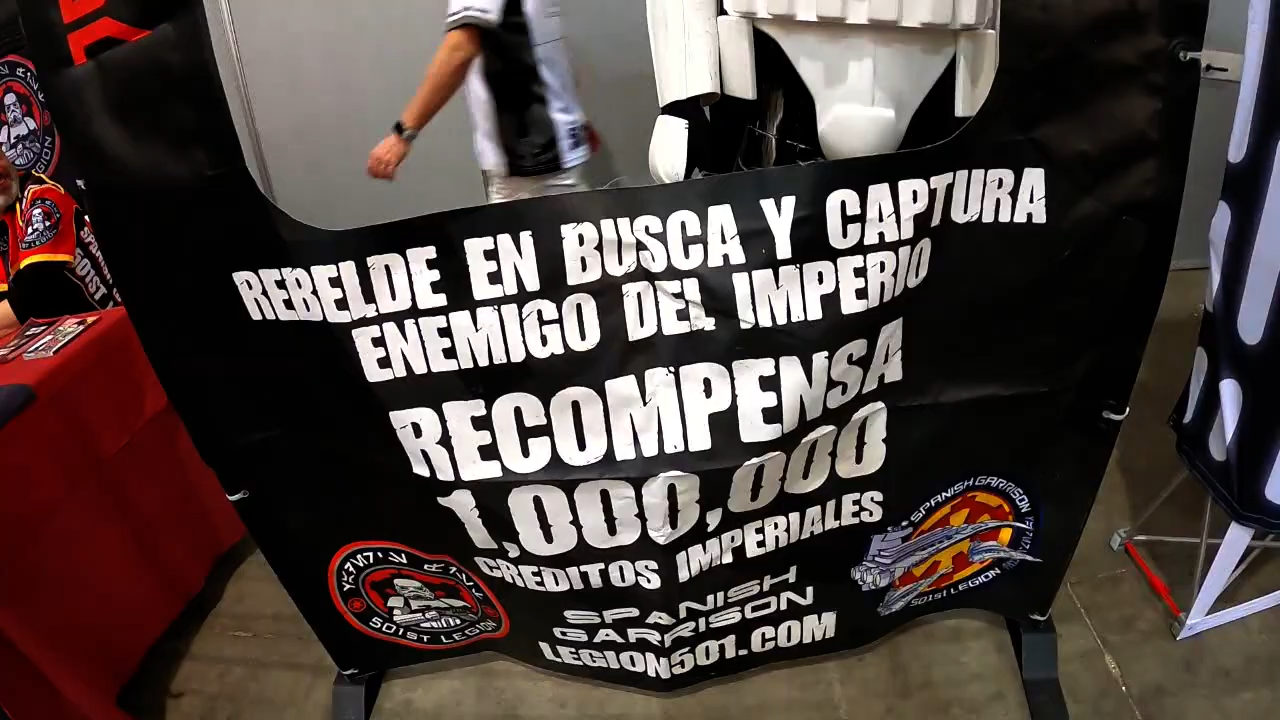 REBELDE EN BUSCA Y CAPTURA
ENEMIGO DEL IMPERIO
RECOMPENSA
1,000,000
CREDITOS IMPERIALES
SPANISH
GARRISON
LEGION501.COM
501ST LEGION
SPANISH GARRISON
501st LEGION
501ST